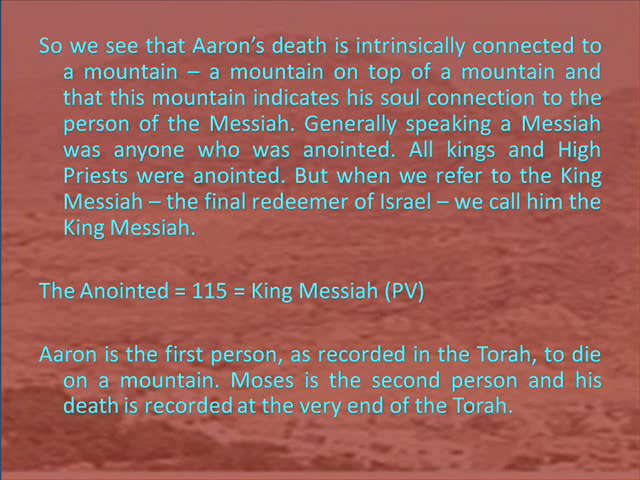 So we see that Aaron’s death is intrinsically connected to
a mountain – a mountain on top of a mountain and
that this mountain indicates his soul connection to the
person of the Messiah. Generally speaking a Messiah
was anyone who was anointed. All kings and High
Priests were anointed. But when we refer to the King
Messiah – the final redeemer of Israel – we call him the
King Messiah.
The Anointed = 115 = King Messiah (PV)
Aaron is the first person, as recorded in the Torah, to die
on a mountain. Moses is the second person and his
death is recorded at the very end of the Torah.